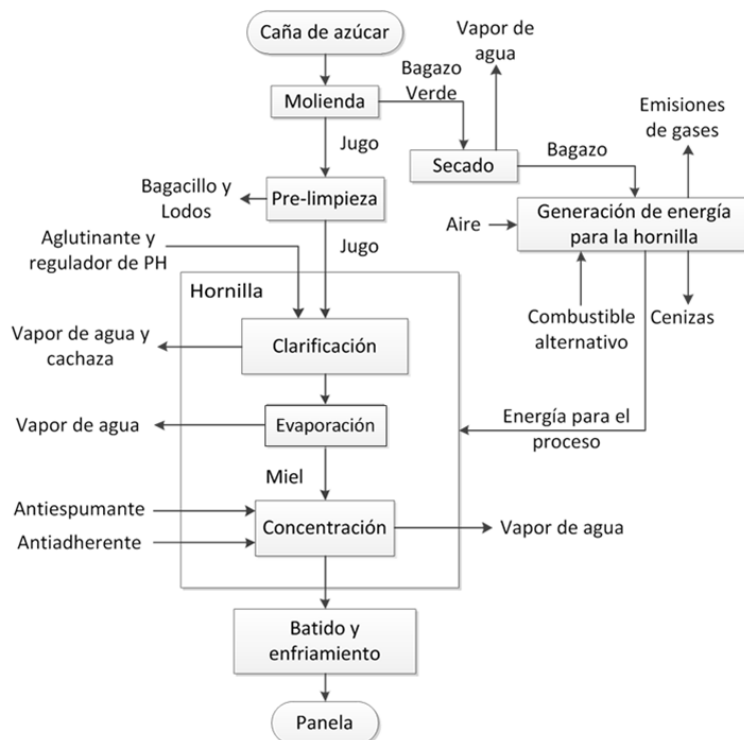 Caña de azúcar
Vapor de
agua
Bagazo
Verde
Molienda
Emisiones
de gases
Jugo
Secado
Bagazo
Bagacillo y
Lodos
Pre-limpieza
Generación de energía
para la hornilla
Aire
Aglutinante y
regulador de PH
Jugo
Hornilla
Combustible
alternativo
Cenizas
Vapor de agua y
cachaza
Clarificación
Vapor de agua
Evaporación
Energía para el
proceso
Miel
Antiespumante
Antiadherente
Concentración
Vapor de agua
Batido y
enfriamiento
Panela